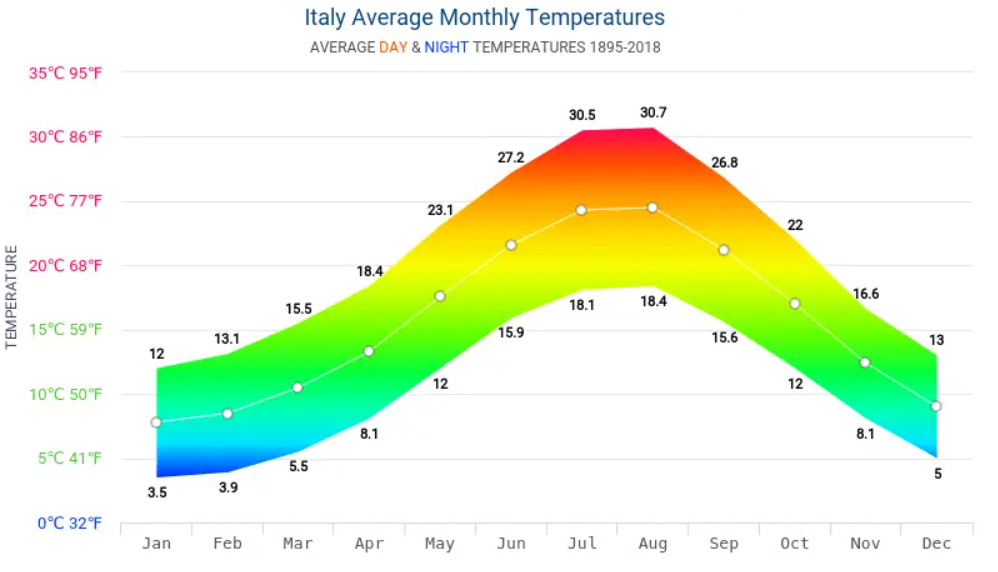 Italy Average Monthly Temperatures
AVERAGE DAY & NIGHT TEMPERATURES 1895-2018
35°C 95°F
30°C 86°F
25°C 77°F
20°C 68°F
15°C 59°F
10°C 50°F
5°C 41°F
0°C 32°F
TEMPERATURE
12
13.1
15.5
18.4
23.1
27.2
30.5
30.7
26.8
22
16.6
13
3.5
3.9
5.5
8.1
12
15.9
18.1
18.4
15.6
12
8.1
5
Jan Feb Mar Apr May Jun Jul Aug Sep Oct Nov Dec